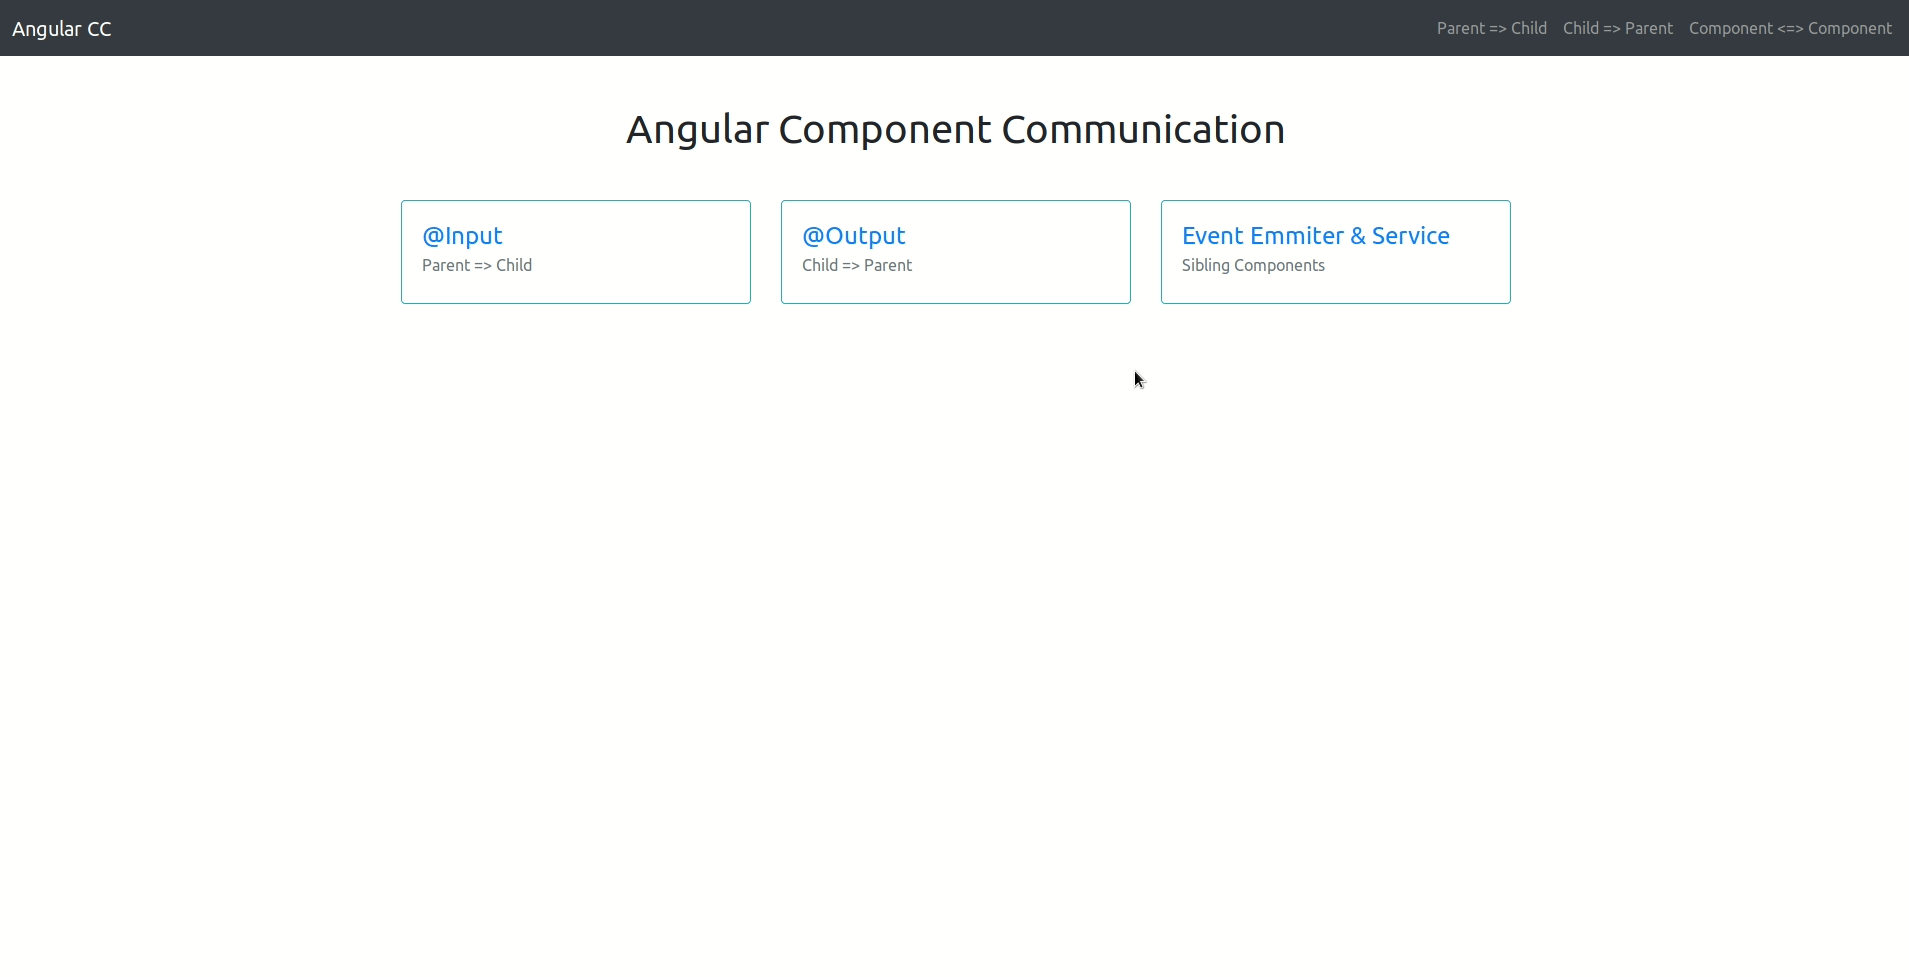 Angular CC
Parent => Child
Child => Parent
Component <=> Component
Angular Component Communication
@Input
Parent => Child
@Output
Child => Parent
Event Emmiter & Service
Sibling Components